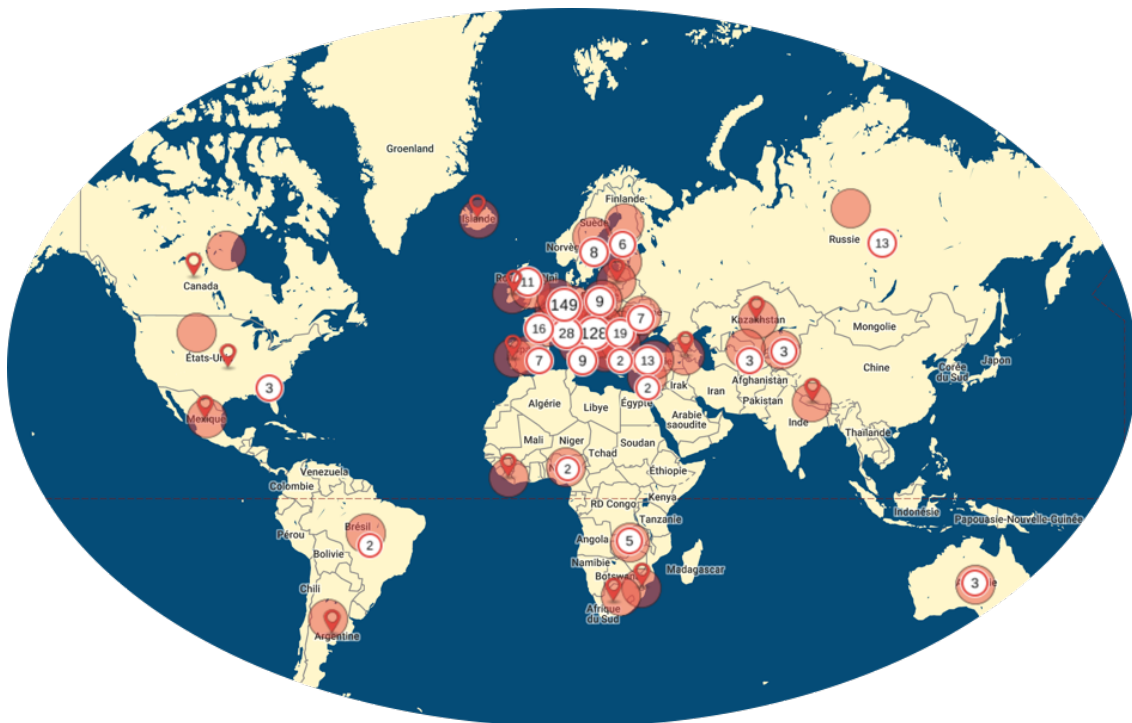 Groenland
Finlande
Islande
Suède
Russie
13
6
8
Canada
11
149
9
7
Kazakhstan
Mongolie
16
28
128
19
États-Un
7
9
2
13
3
3
Chine
Japon
Corée
du Sud
3
2
Irak
Iran
Afghanistan
Pakistan
Algérie
Libye
Égypte
Arabie
saoudite
Mexique
Inde
Mali
Niger
Tchad
Soudan
Thaïlande
2
Venezuela
Colombie
Éthiopie
RD Congo
Kenya
Indonésie
Papouasie-Nouvelle-Guinée
Tanzanie
Brésil
Pérou
2
Angola
5
Bolivie
Namibie
Madagascar
Botswan
3
Chili
Afrique
du Sud
Argentine